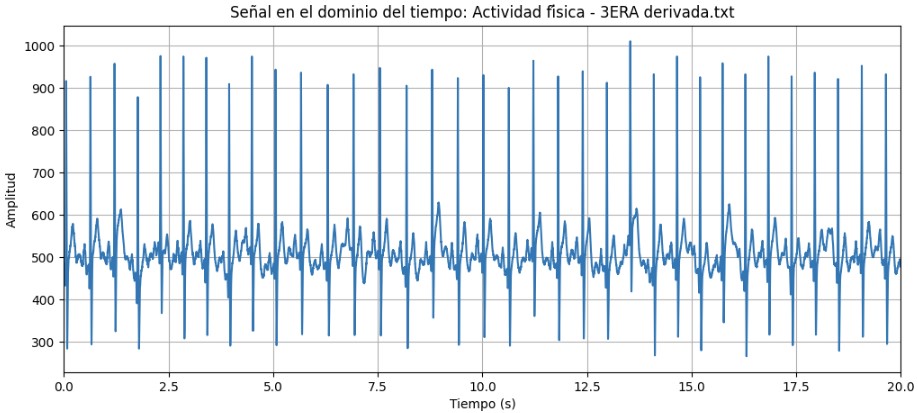 Señal en el dominio del tiempo: Actividad física - 3ERA derivada.txt
Amplitud
1000
900
800
700
600
500
400
300
0.0 2.5 5.0 7.5 10.0 12.5 15.0 17.5 20.0
Tiempo (s)